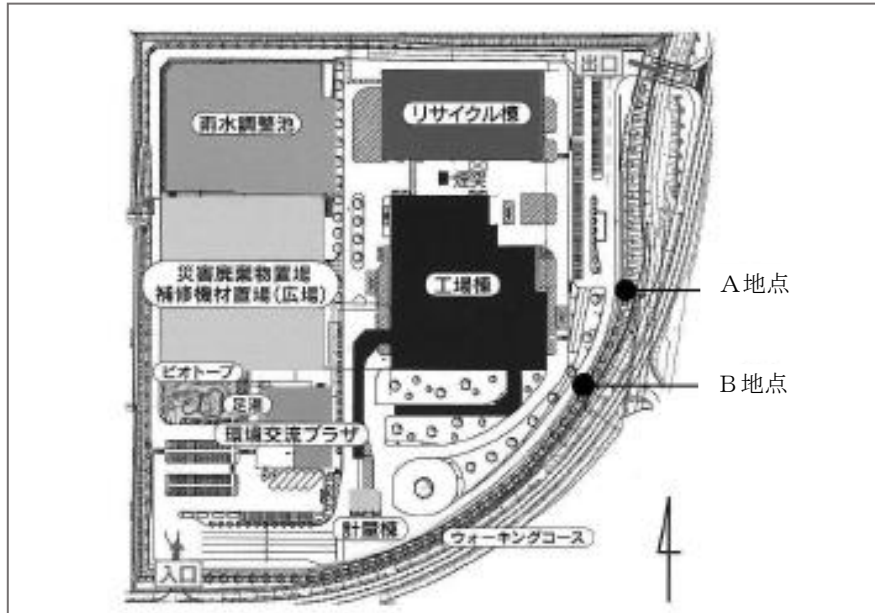 出口
リサイクル棟
雨水調整池
煙突
災害廃棄物置場
補修機材置場(広場)
工場棟
A地点
ビオトープ
足湯
B地点
環境交流プラザ
計量棟
ウォーキングコース
入口